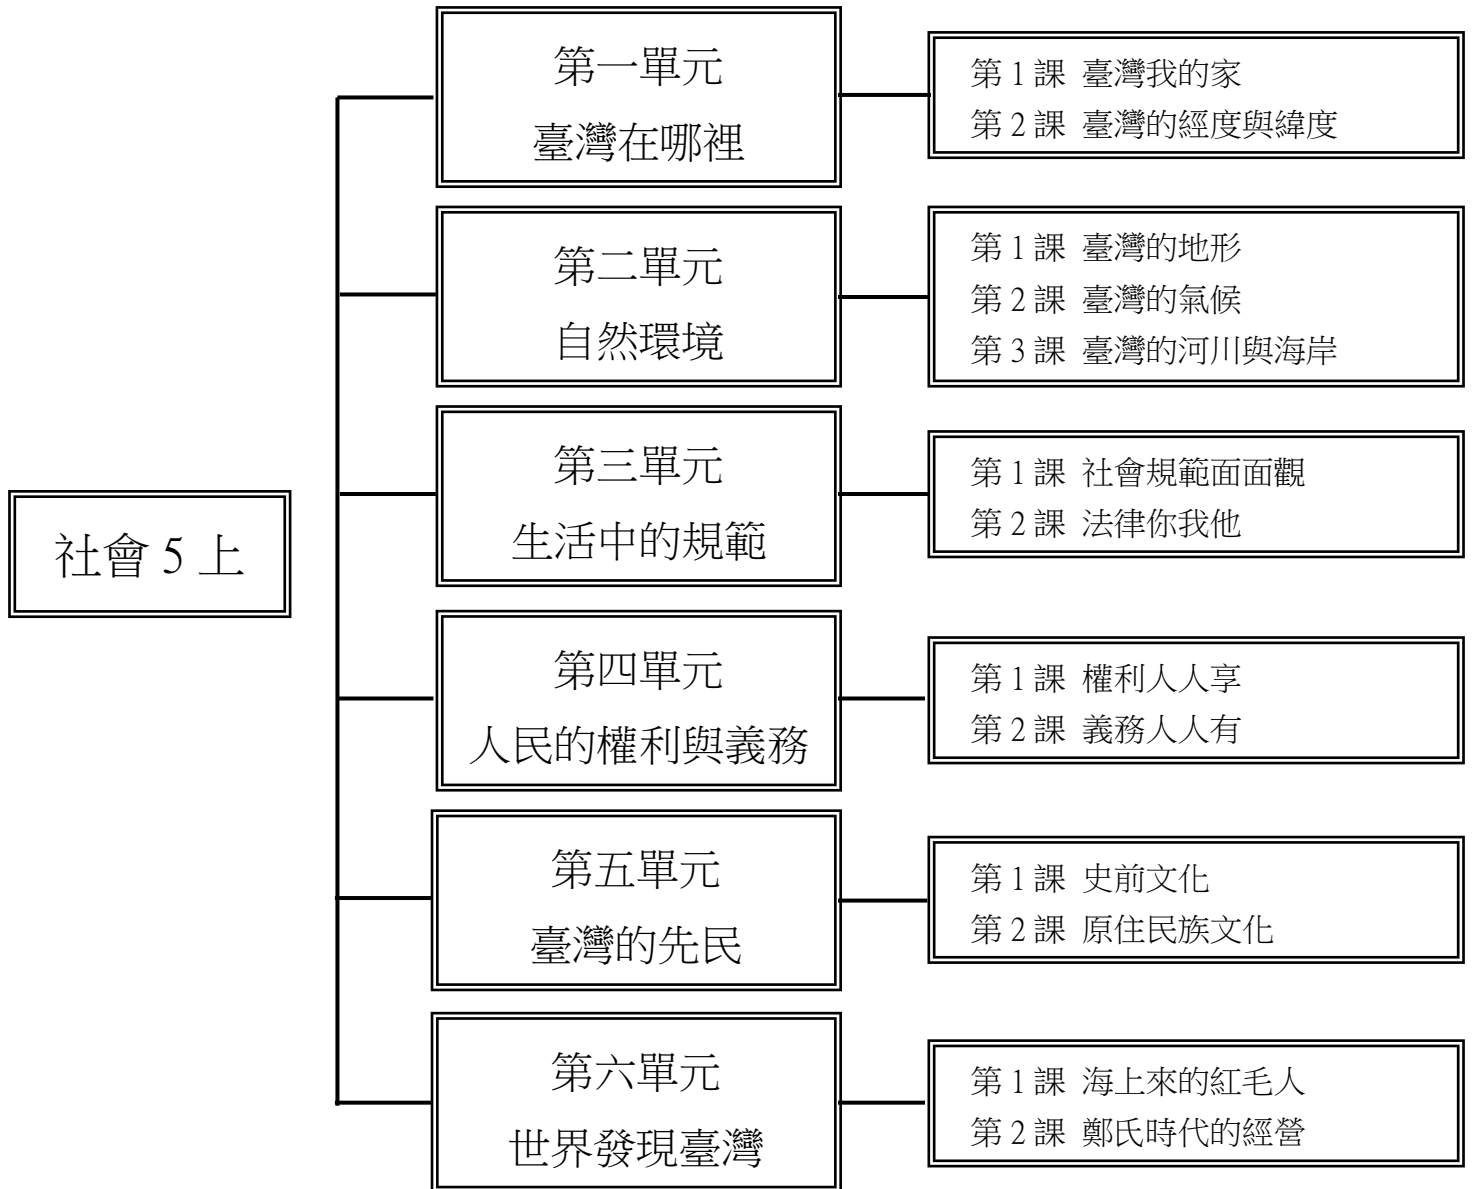 社會 5 上
第一單元
臺灣在哪裡
第 1 課 臺灣我的家
第 2 課 臺灣的經度與緯度
第二單元
自然環境
第 1 課 臺灣的地形
第 2 課 臺灣的氣候
第 3 課 臺灣的河川與海岸
第三單元
生活中的規範
第 1 課 社會規範面面觀
第 2 課 法律你我他
第四單元
人民的權利與義務
第 1 課 權利人人享
第 2 課 義務人人有
第五單元
臺灣的先民
第 1 課 史前文化
第 2 課 原住民族文化
第六單元
世界發現臺灣
第 1 課 海上來的紅毛人
第 2 課 鄭氏時代的經營